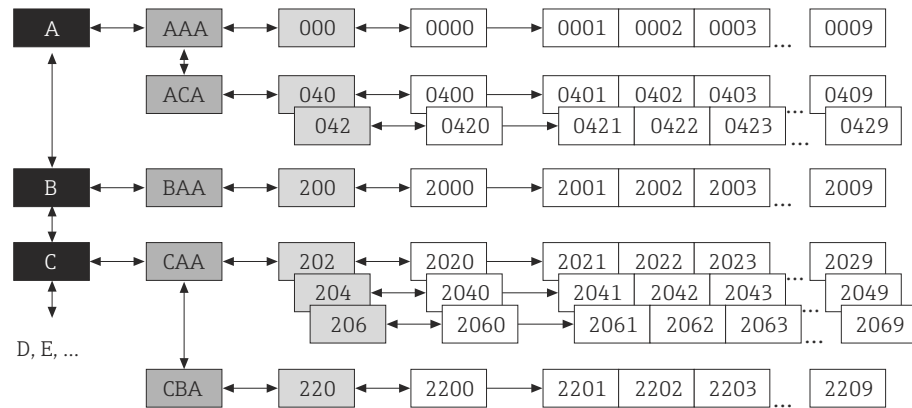 A AAA 000 0000 0001 0002 0003 ... 0009
ACA 040 0400 0401 0402 0403 ... 0409
042 0420 0421 0422 0423 ... 0429
B BAA 200 2000 2001 2002 2003 ... 2009
C CAA 202 2020 2021 2022 2023 ... 2029
204 2040 2041 2042 2043 ... 2049
206 2060 2061 2062 2063 ... 2069
D, E, ...
CBA 220 2200 2201 2202 2203 ... 2209